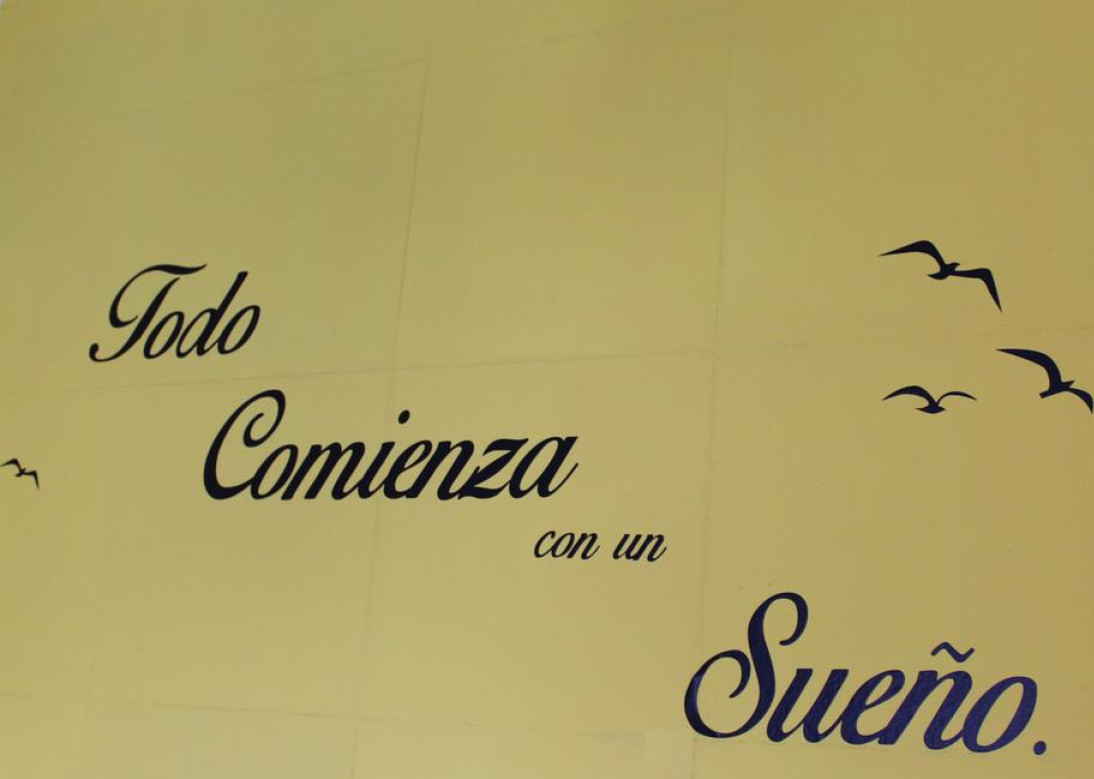 Todo
Comienza
con un
Sueño.